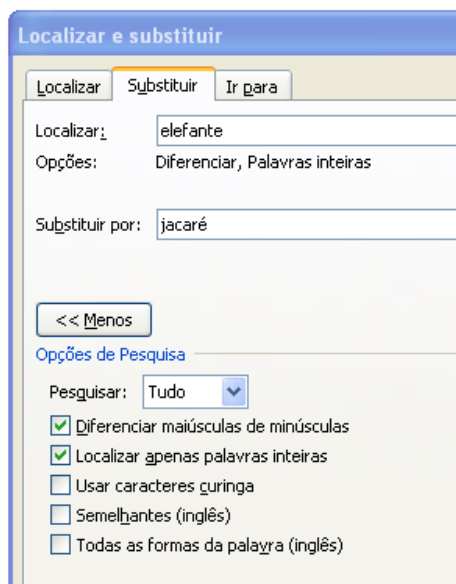 Localizar e substituir
Localizar Substituir Ir para
Localizar: elefante
Opções: Diferenciar, Palavras inteiras
Substituir por: jacaré
<< Menos
Opções de Pesquisa
Pesquisar: Tudo
Diferenciar maiúsculas de minúsculas
Localizar apenas palavras inteiras
Usar caracteres curinga
Semelhantes (inglês)
Todas as formas da palavra (inglês)